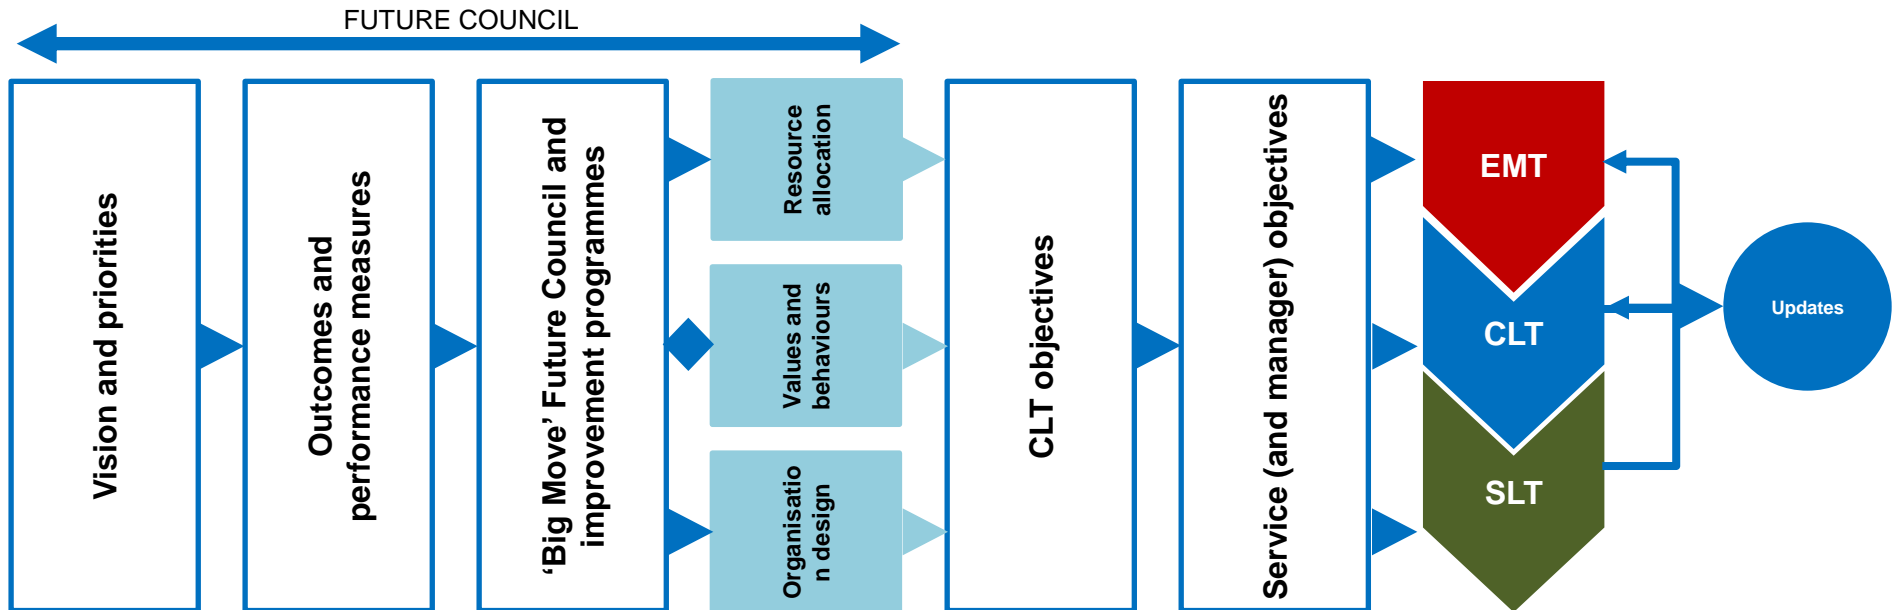 FUTURE COUNCIL
Vision and priorities
Outcomes and
performance measures
‘Big Move’ Future Council and
improvement programmes
Resource
allocation
Values and
behaviours
Organisatio
n design
CLT objectives
Service (and manager) objectives
EMT
CLT
SLT
Updates